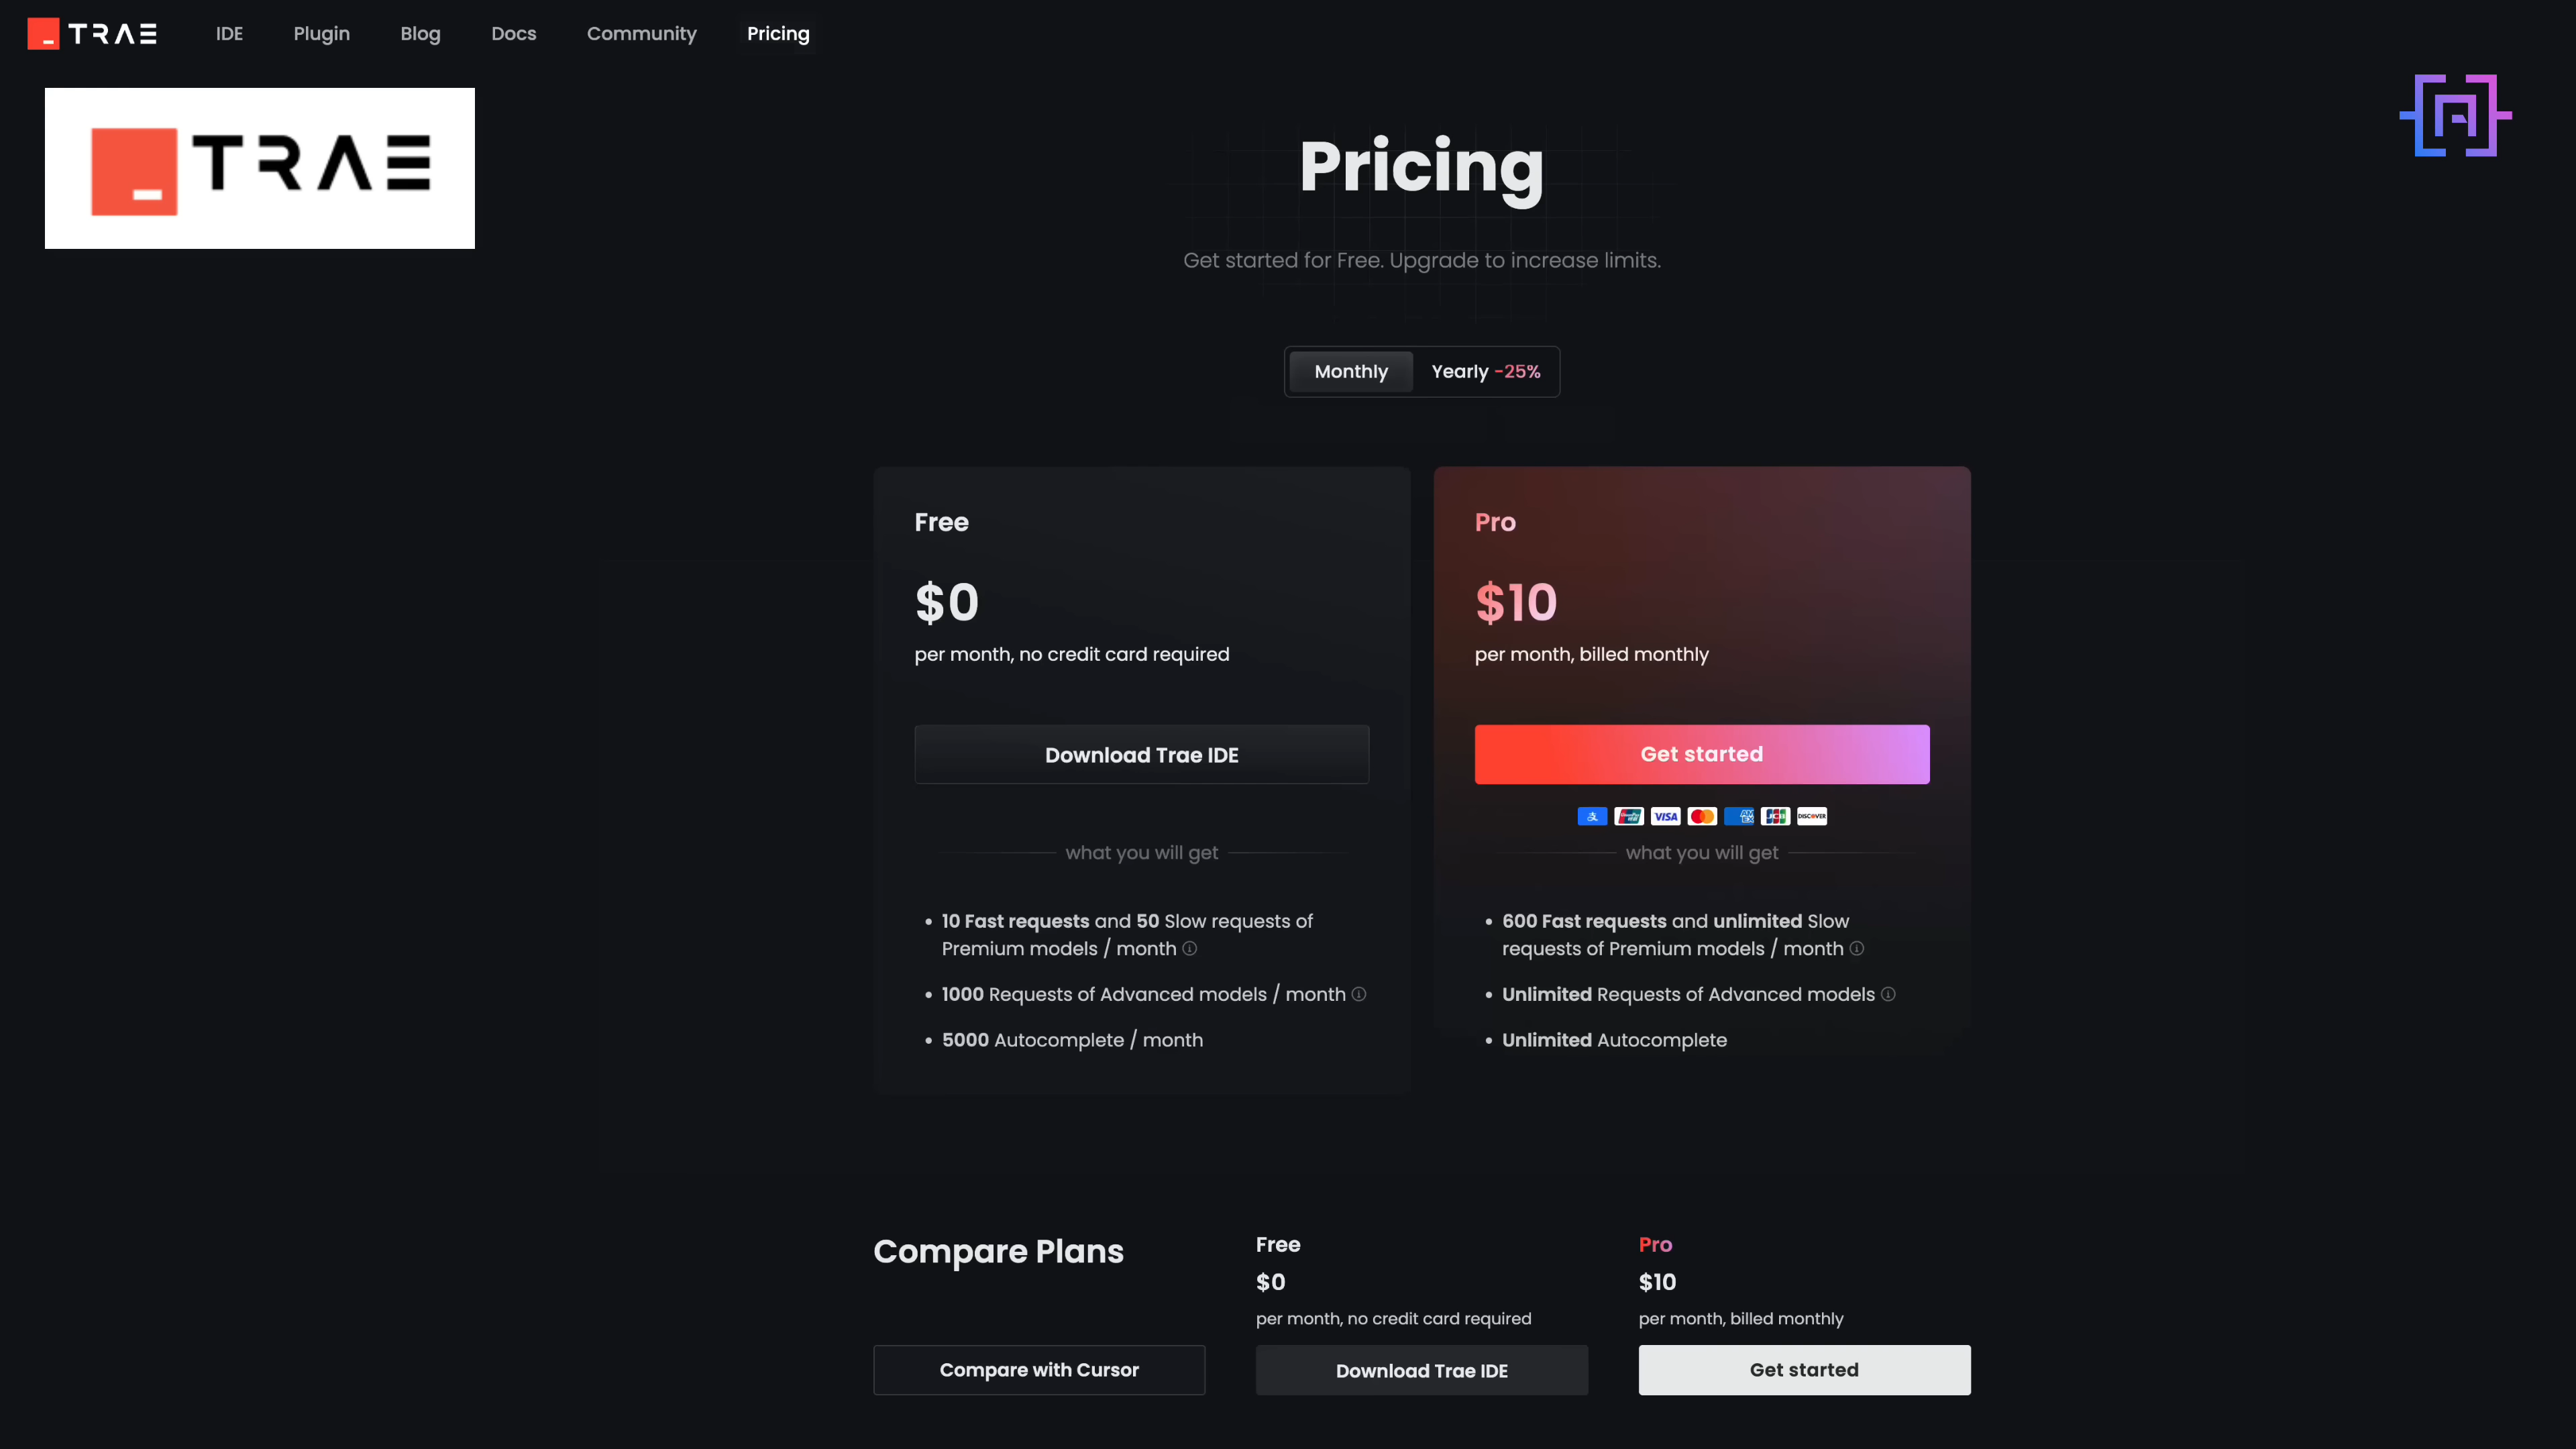 TRAE
IDE
Plugin
Blog
Docs
Community
Pricing
TRAE
Pricing
Get started for Free. Upgrade to increase limits.
Monthly
Yearly -25%
Free
$0
per month, no credit card required
Download Trae IDE
what you will get
• 10 Fast requests and 50 Slow requests of
Premium models / month
• 1000 Requests of Advanced models / month
• 5000 Autocomplete / month
Pro
$10
per month, billed monthly
Get started
VISA
AM
EX
JCB
DISCOVER
what you will get
• 600 Fast requests and unlimited Slow
requests of Premium models / month
• Unlimited Requests of Advanced models
• Unlimited Autocomplete
Compare Plans
Compare with Cursor
Free
$0
per month, no credit card required
Download Trae IDE
Pro
$10
per month, billed monthly
Get started